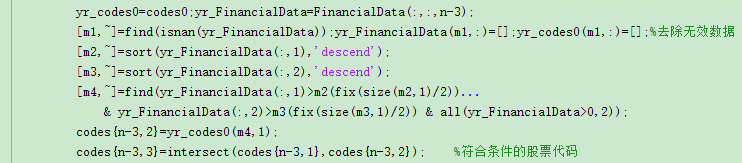 yr_codes0=codes0;yr_FinancialData=FinancialData(:,:,n-3);
[m1,~]=find(isnan(yr_FinancialData));yr_FinancialData(m1,:)=[];yr_codes0(m1,:)=[];%去除无效数据
[m2,~]=sort(yr_FinancialData(:,1),'descend');
[m3,~]=sort(yr_FinancialData(:,2),'descend');
[m4,~]=find(yr_FinancialData(:,1)>m2(fix(size(m2,1)/2))...
& yr_FinancialData(:,2)>m3(fix(size(m3,1)/2)) & all(yr_FinancialData>0,2));
codes{n-3,2}=yr_codes0(m4,1);
codes{n-3,3}=intersect(codes{n-3,1},codes{n-3,2}); %符合条件的股票代码